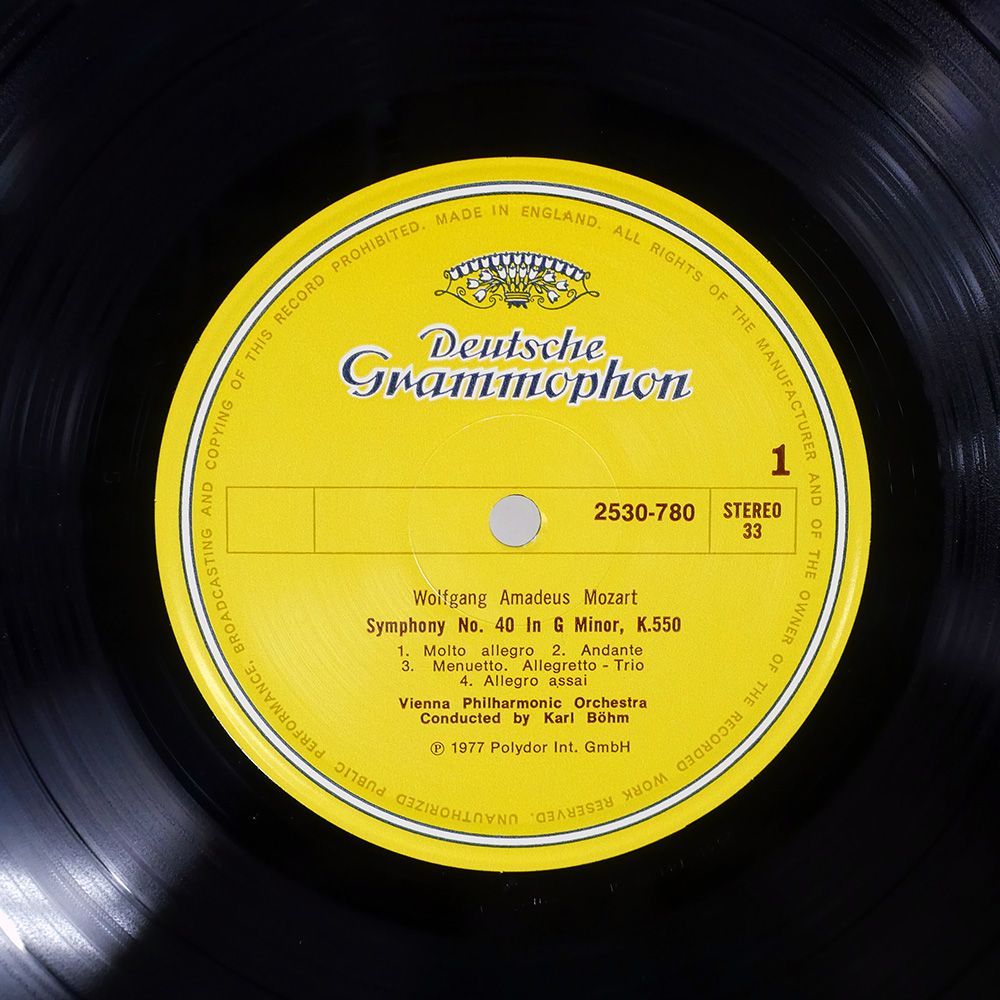 ALL RIGHTS OF THE MANUFACTURER AND OF THE OWNER OF THE RECORDED WORK RESERVED. UNAUTHORIZED PUBLIC PERFORMANCE, BROADCASTING AND COPYING OF THIS RECORD PROHIBITED. MADE IN ENGLAND.
Deutsche
Grammophon
1
2530-780
STEREO
33
Wolfgang Amadeus Mozart
Symphony No. 40 In G Minor, K.550
1. Molto allegro 2. Andante
3. Menuetto. Allegretto - Trio
4. Allegro assai
Vienna Philharmonic Orchestra
Conducted by Karl Böhm
℗ 1977 Polydor Int. GmbH